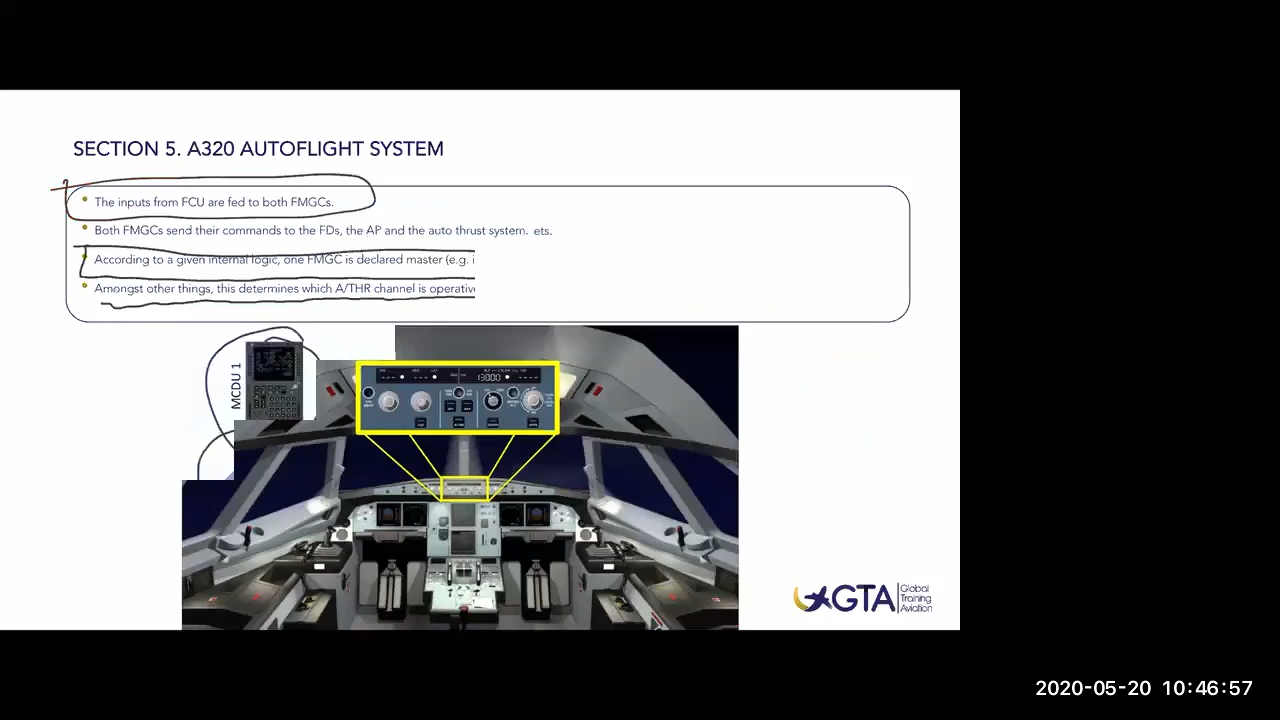 SECTION 5. A320 AUTOFLIGHT SYSTEM
The inputs from FCU are fed to both FMGCs.
Both FMGCs send their commands to the FDs, the AP and the auto thrust system. ets.
According to a given internal logic, one FMGC is declared master (e.g. i
Amongst other things, this determines which A/THR channel is operative
MCDU 1
13000
GTA Global
Training
Aviation
2020-05-20 10:46:57